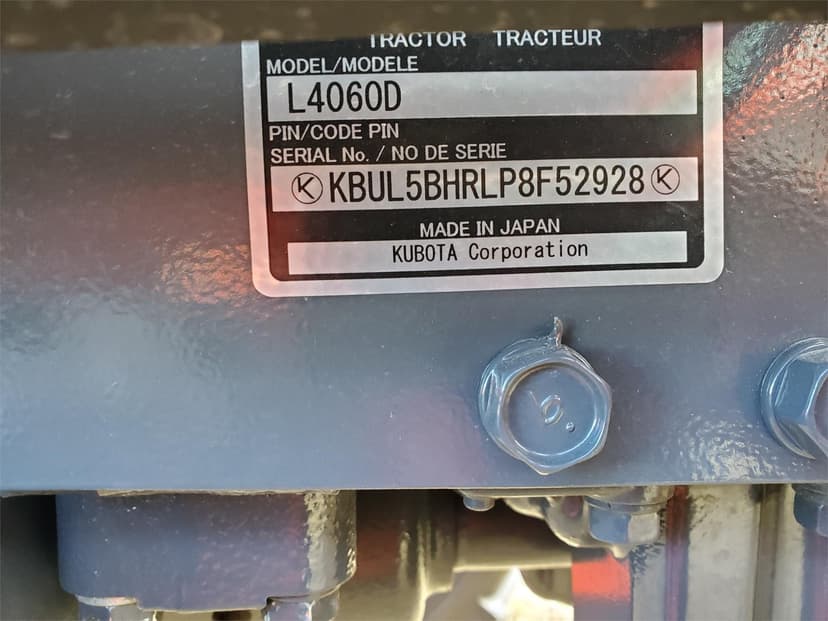 TRACTOR TRACTEUR
MODEL/MODELE
L4060D
PIN/CODE PIN
SERIAL No. / NO DE SERIE
KBUL5BHRLP8F52928
MADE IN JAPAN
KUBOTA Corporation
6.